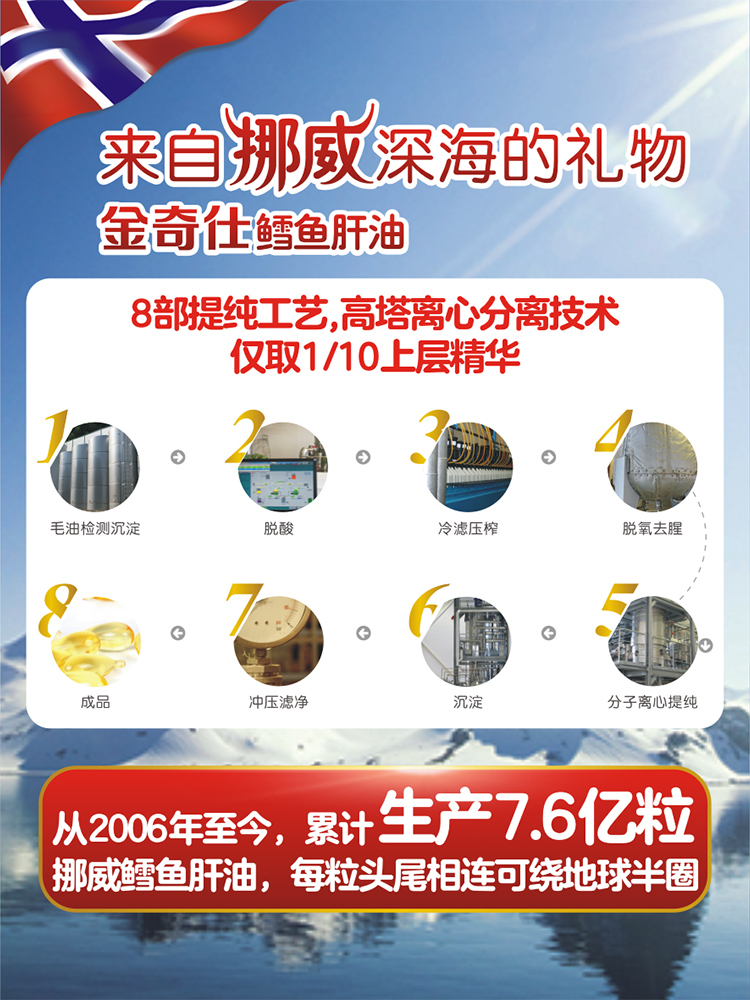 来自挪威深海的礼物
金奇仕鳕鱼肝油
8部提纯工艺,高塔离心分离技术
仅取1/10上层精华
1
2
3
4
毛油检测沉淀
脱酸
冷滤压榨
脱氧去腥
8
7
6
5
成品
冲压滤净
沉淀
分子离心提纯
从2006年至今，累计生产7.6亿粒
挪威鳕鱼肝油，每粒头尾相连可绕地球半圈